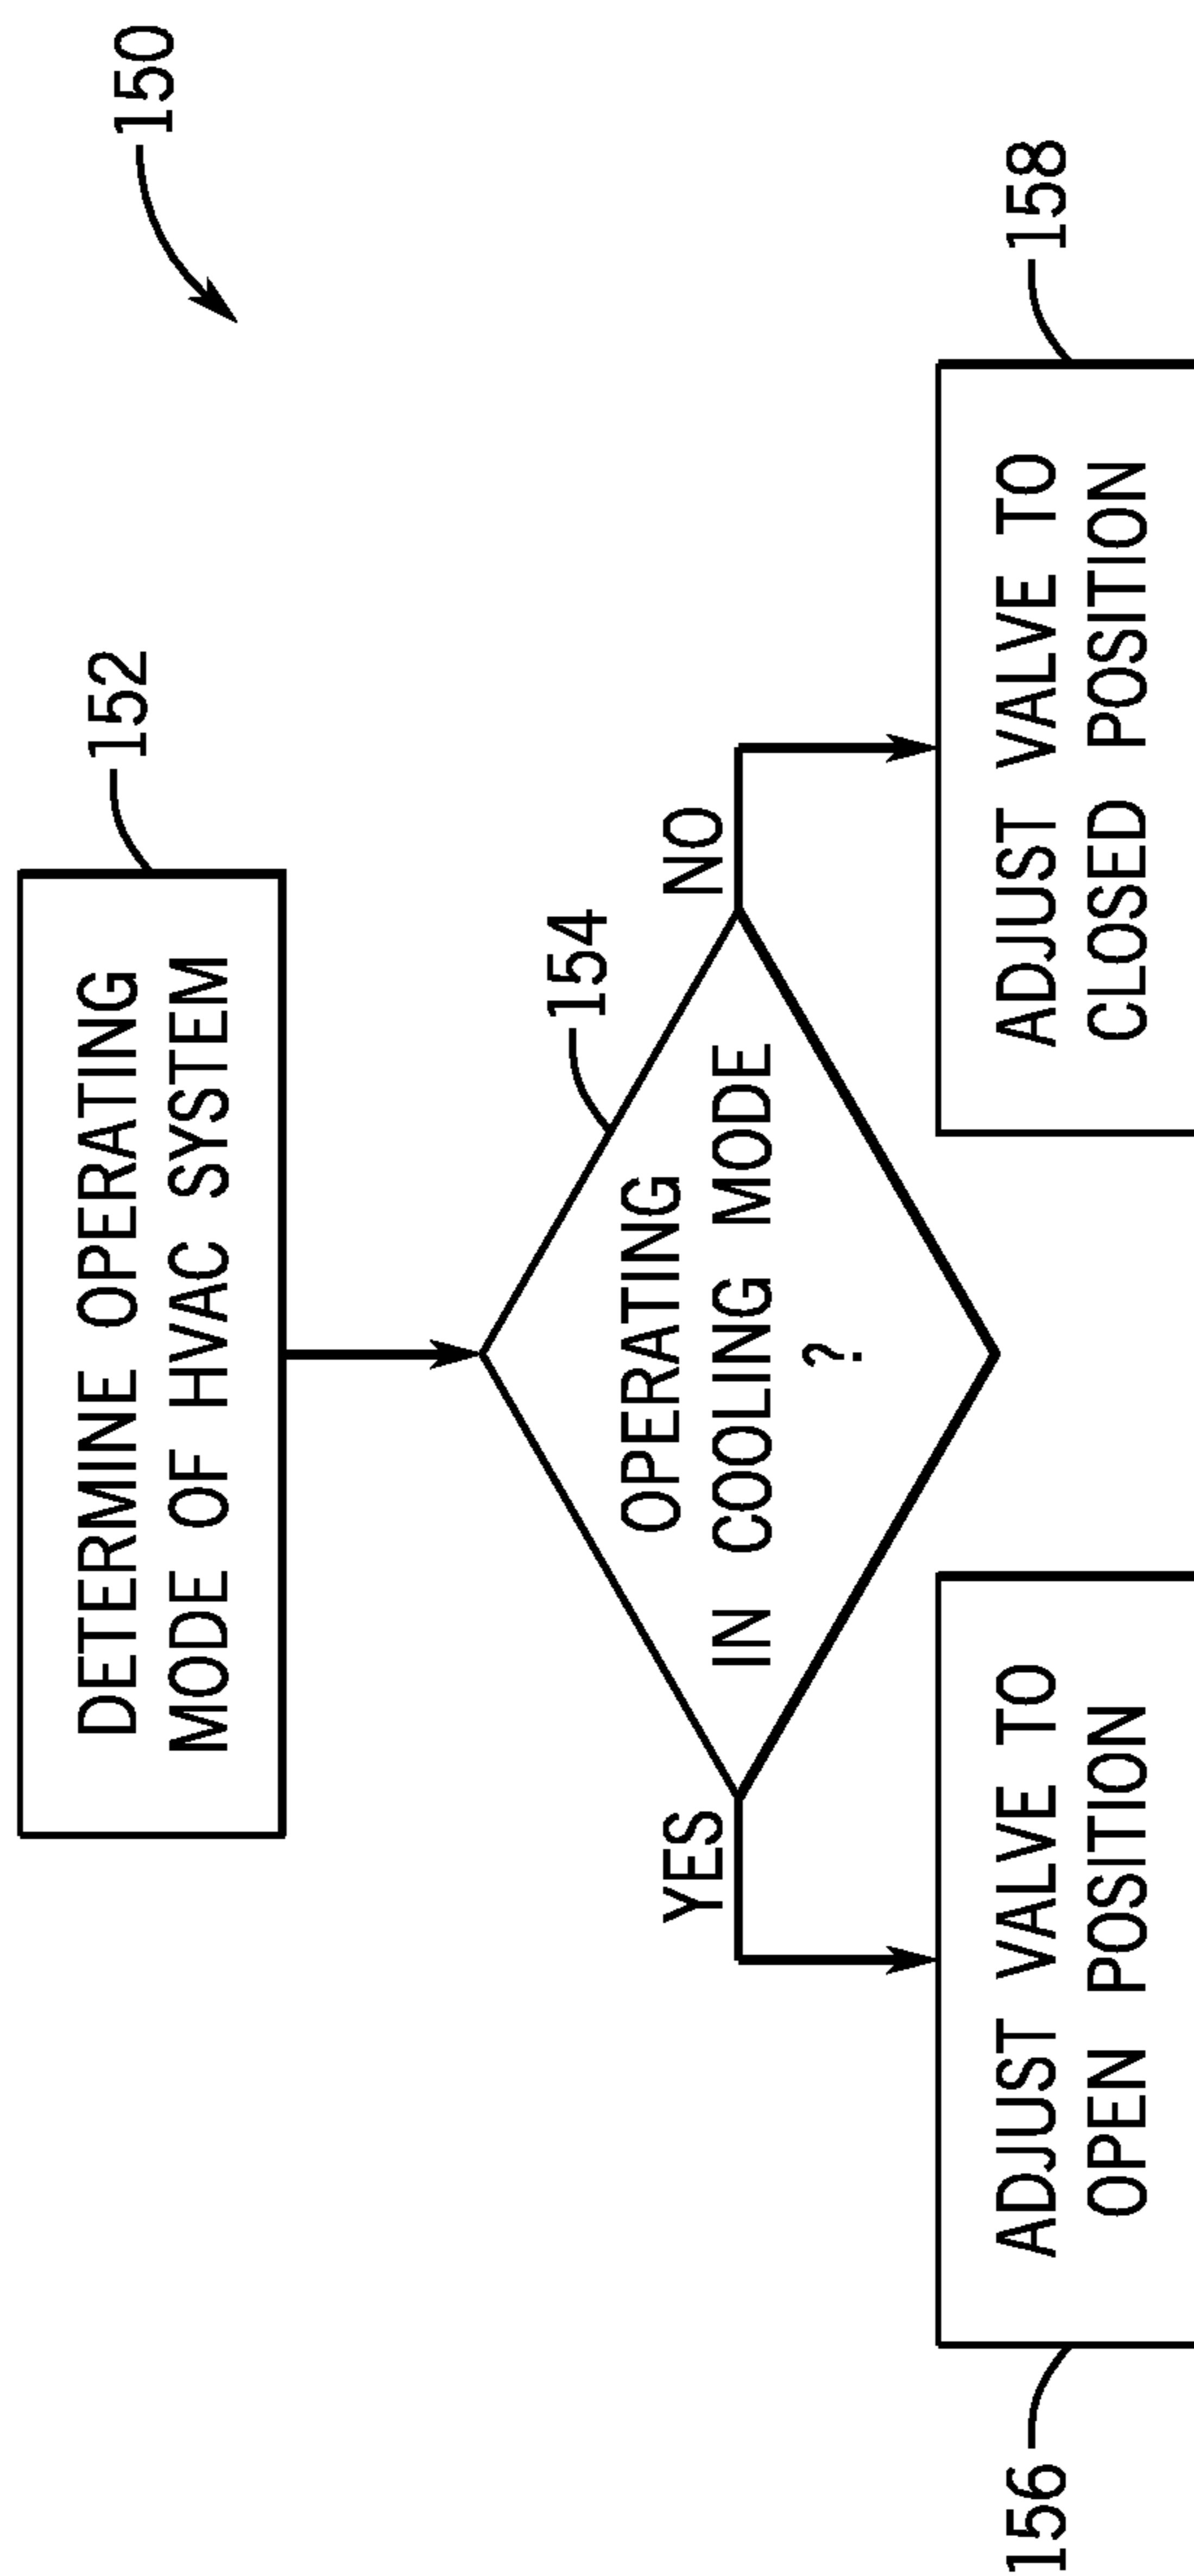 150
152
DETERMINE OPERATING
MODE OF HVAC SYSTEM
154
OPERATING
IN COOLING MODE
?
YES
NO
156
ADJUST VALVE TO
OPEN POSITION
158
ADJUST VALVE TO
CLOSED POSITION